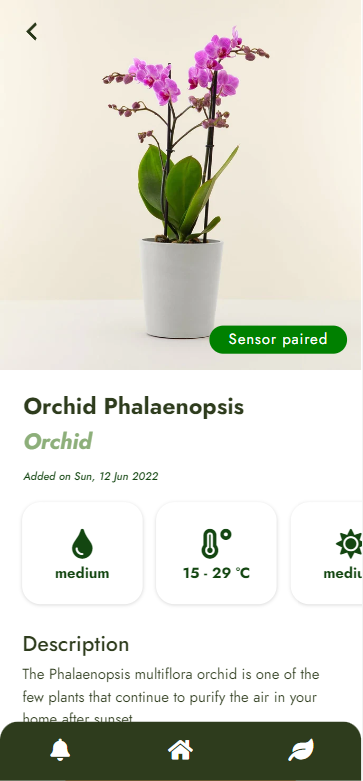 Sensor paired
Orchid Phalaenopsis
Orchid
Added on Sun, 12 Jun 2022
medium
15 - 29 °C
mediu
Description
The Phalaenopsis multiflora orchid is one of the
few plants that continue to purify the air in your
home after sunset.